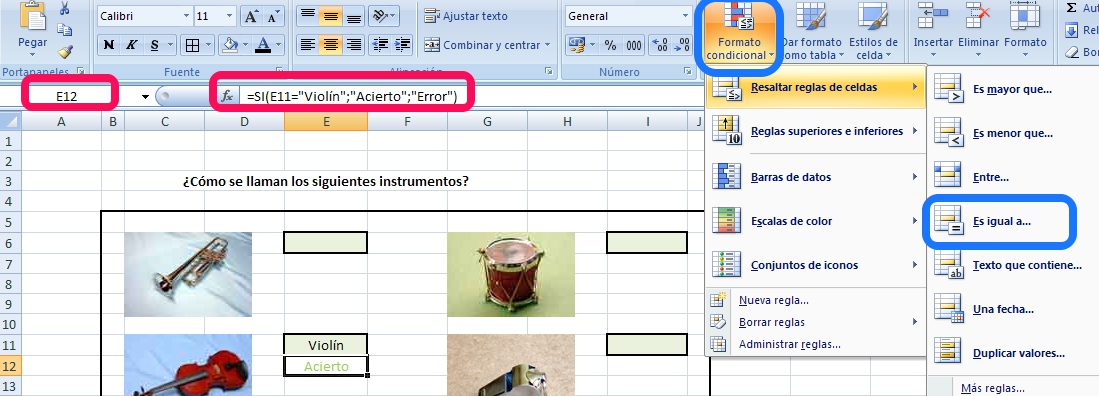 Calibri
11
Ajustar texto
General
Pegar
N K S
Combinar y centrar
% 000
Formato condicional
Dar formato como tabla
Estilos de celda
Insertar
Eliminar
Formato
Σ Auto
Rel
Bor
Portapapeles
Fuente
Alineación
Número
E12
fx
=SI(E11="Violín";"Acierto";"Error")
Resaltar reglas de celdas
Es mayor que...
Reglas superiores e inferiores
Es menor que...
Barras de datos
Entre...
Escalas de color
Es igual a...
Conjuntos de iconos
Texto que contiene...
Nueva regla...
Borrar reglas
Administrar reglas...
Una fecha...
Duplicar valores...
Más reglas...
A B C D E F G H I J
1
2
3
¿Cómo se llaman los siguientes instrumentos?
4
5
6
7
8
9
10
11
Violín
12
Acierto
13